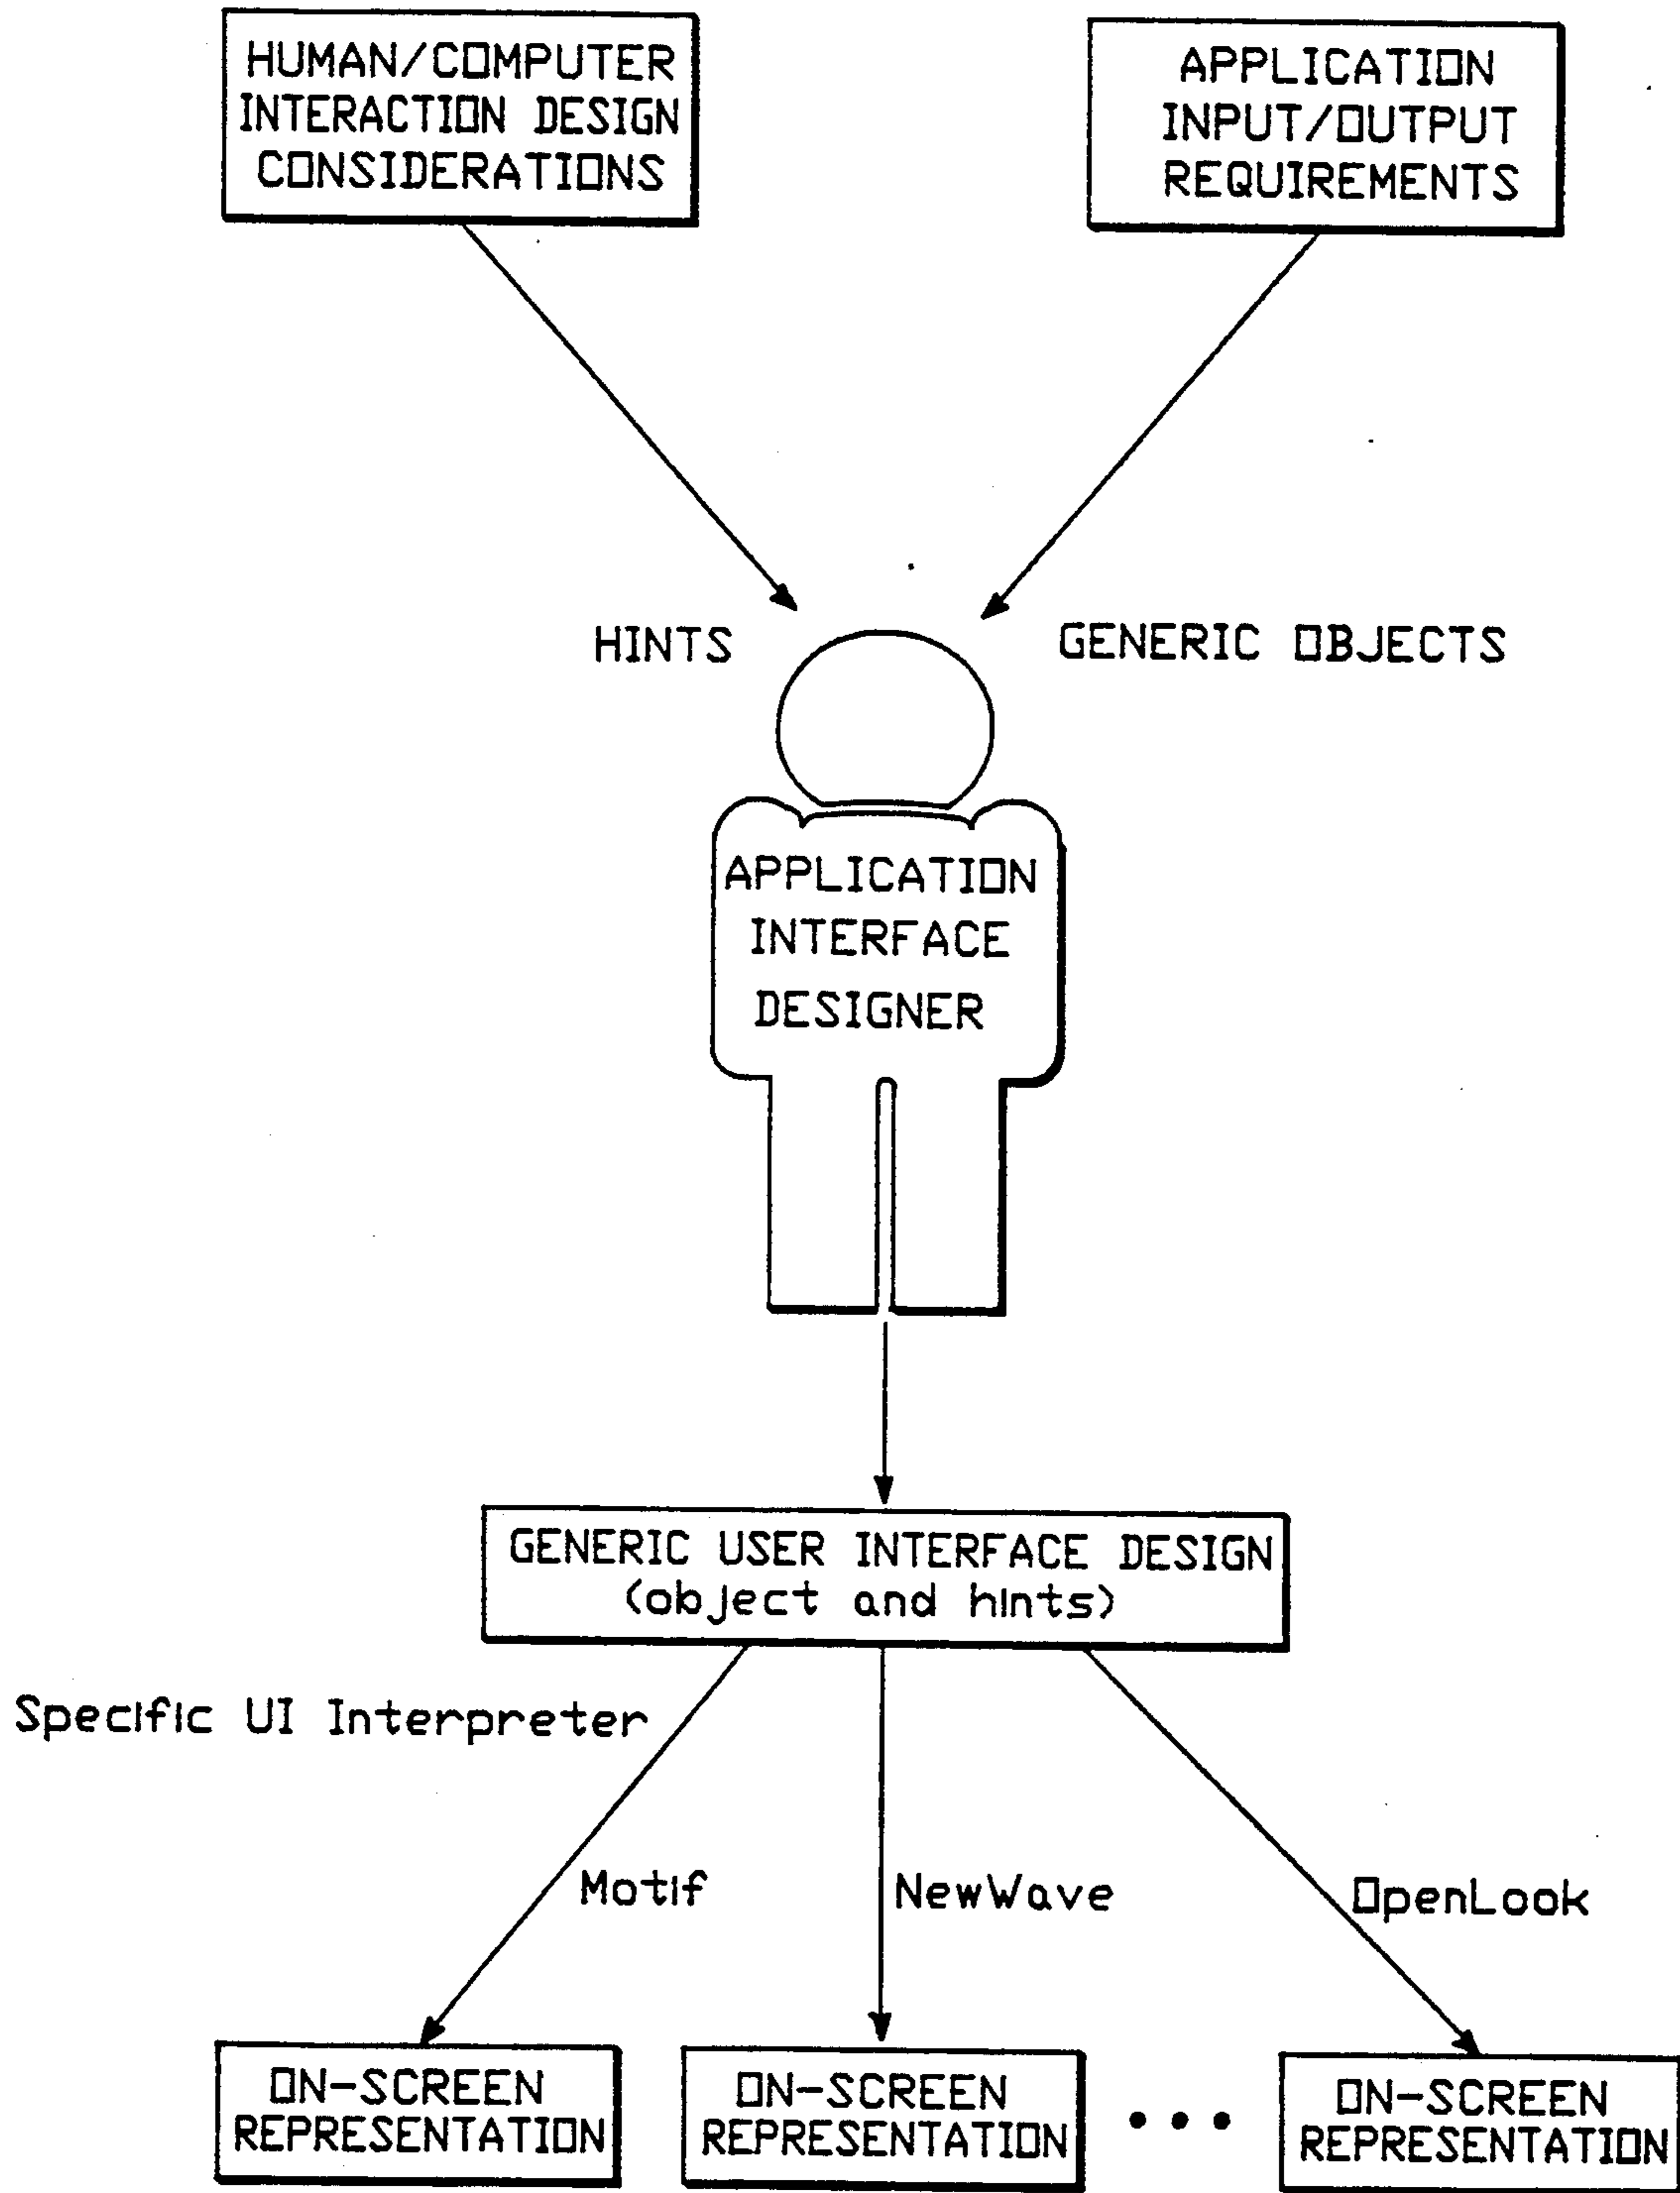 HUMAN/COMPUTER
INTERACTION DESIGN
CONSIDERATIONS
APPLICATION
INPUT/OUTPUT
REQUIREMENTS
HINTS
GENERIC OBJECTS
APPLICATION
INTERFACE
DESIGNER
GENERIC USER INTERFACE DESIGN
(object and hints)
Specific UI Interpreter
Motif
NewWave
OpenLook
ON-SCREEN
REPRESENTATION
ON-SCREEN
REPRESENTATION
• • •
ON-SCREEN
REPRESENTATION